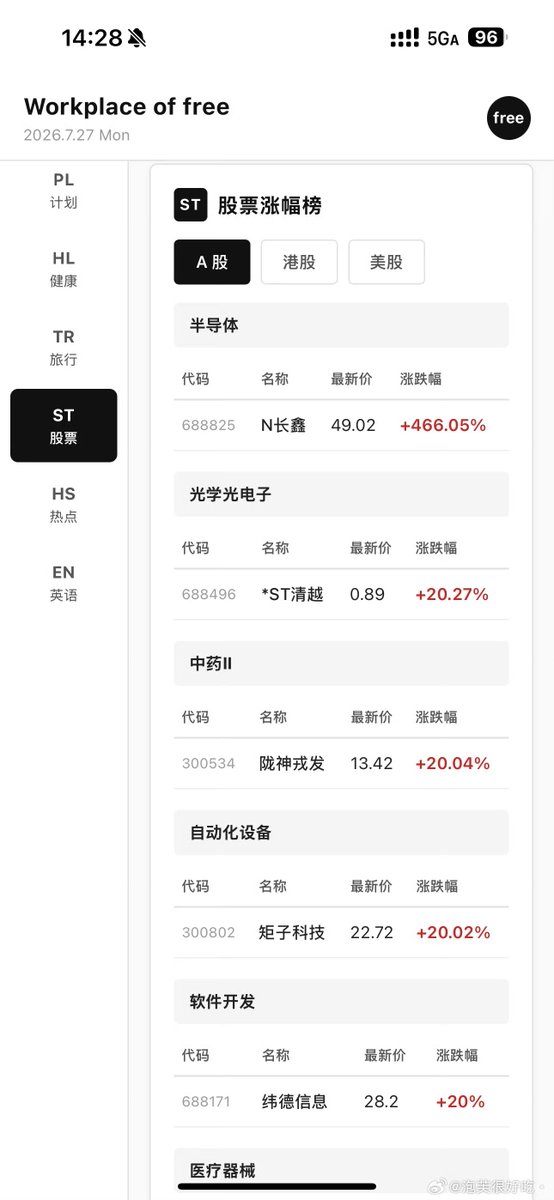 14:28
5GA 96
Workplace of free
2026.7.27 Mon
free
PL
计划
HL
健康
TR
旅行
ST
股票
HS
热点
EN
英语
ST 股票涨幅榜
A 股 港股 美股
半导体
代码 名称 最新价 涨跌幅
688825 N长鑫 49.02 +466.05%
光学光电子
代码 名称 最新价 涨跌幅
688496 *ST清越 0.89 +20.27%
中药II
代码 名称 最新价 涨跌幅
300534 陇神戎发 13.42 +20.04%
自动化设备
代码 名称 最新价 涨跌幅
300802 矩子科技 22.72 +20.02%
软件开发
代码 名称 最新价 涨跌幅
688171 纬德信息 28.2 +20%
医疗器械
@泡芙很好吃。